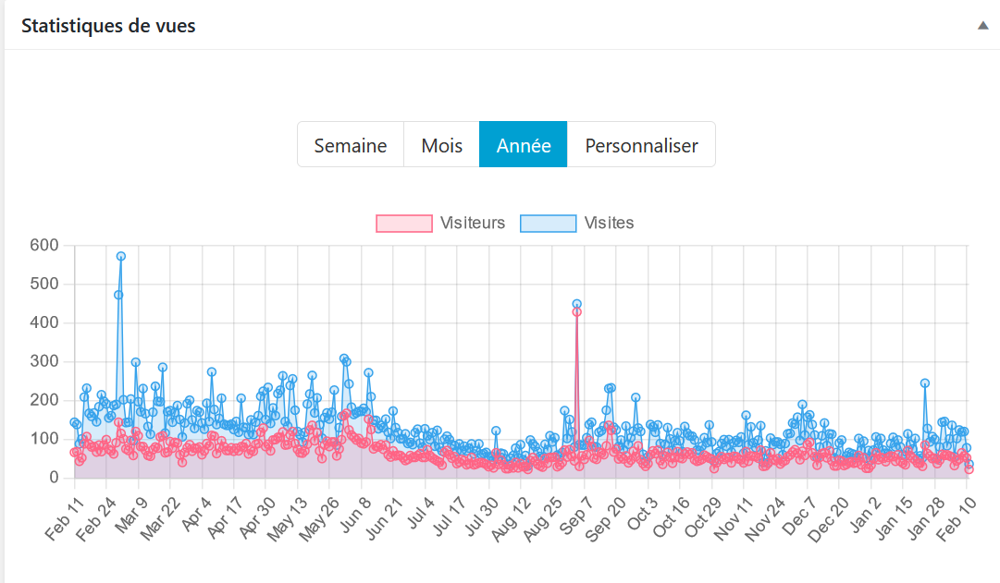 Statistiques de vues
Semaine Mois Année Personnaliser
Visiteurs Visites
600
500
400
300
200
100
0
Feb 11 Feb 24 Mar 9 Mar 22 Apr 4 Apr 17 Apr 30 May 13 May 26 Jun 8 Jun 21 Jul 4 Jul 17 Jul 30 Aug 12 Aug 25 Sep 7 Sep 20 Oct 3 Oct 16 Oct 29 Nov 11 Nov 24 Dec 7 Dec 20 Jan 2 Jan 15 Jan 28 Feb 10